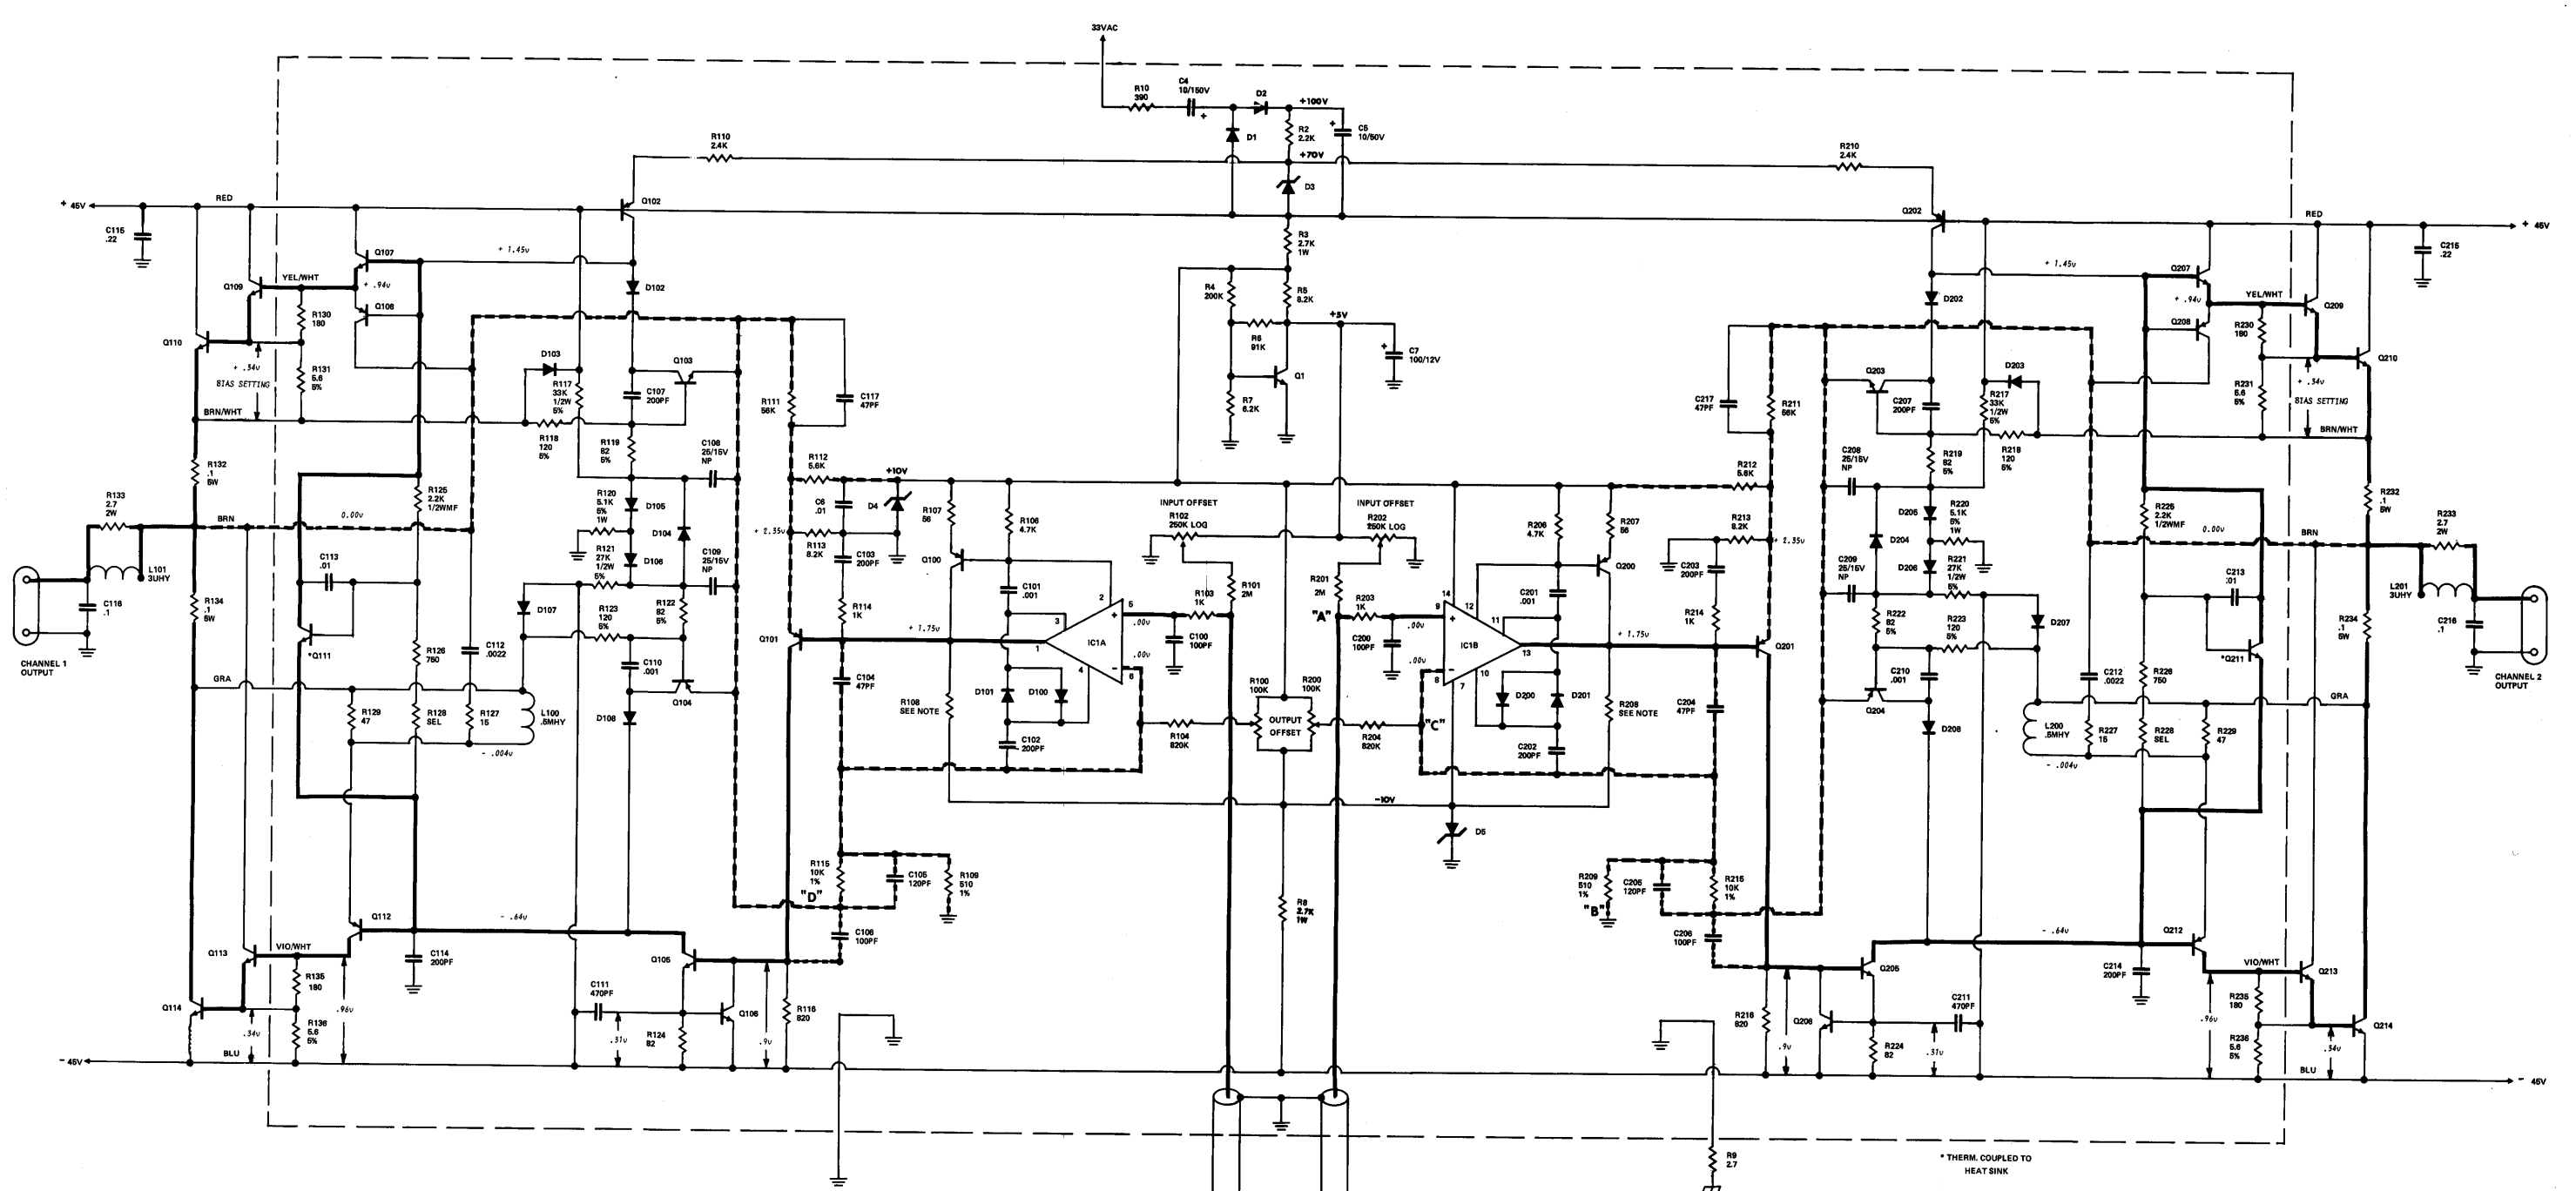 33VAC
R10
390
C4
10/150V
+
D2
+100V
D1
R2
2.2K
+
C5
10/50V
+70V
D3
R110
2.4K
R210
2.4K
+ 45V
RED
Q102
C115
.22
Q107
+ 1.45v
Q109
YEL/WHT
+ .94v
Q108
D102
R130
180
Q110
+ .34v
BIAS SETTING
R131
5.6
5%
BRN/WHT
D103
R117
33K
1/2W
5%
C107
200PF
Q103
R118
120
5%
R119
82
5%
C108
25/15V
NP
R111
56K
C117
47PF
R132
.1
5W
R125
2.2K
1/2WMF
R120
5.1K
5%
1W
D105
D104
R133
2.7
2W
BRN
0.00v
R121
27K
1/2W
5%
D106
C109
25/15V
NP
L101
3UHY
C113
.01
C116
.1
R134
.1
5W
D107
R123
120
5%
R122
82
5%
CHANNEL 1
OUTPUT
*Q111
R126
750
C112
.0022
C110
.001
Q104
GRA
R129
47
R128
SEL
R127
15
L100
.5MHY
D108
- .004v
R3
2.7K
1W
R4
200K
R5
8.2K
+5V
R6
91K
Q1
+
C7
100/12V
R7
6.2K
R112
5.6K
+10V
C6
.01
D4
+ 2.35v
R113
8.2K
C103
200PF
R107
56
R106
4.7K
Q100
C101
.001
R114
1K
Q101
+ 1.75v
1
2
3
4
5
6
+
-
IC1A
.00v
.00v
R103
1K
C100
100PF
INPUT OFFSET
R102
250K LOG
R101
2M
INPUT OFFSET
R202
250K LOG
R201
2M
"A"
R203
1K
C200
100PF
.00v
.00v
C104
47PF
R108
SEE NOTE
D101
D100
C102
200PF
R104
820K
R100
100K
R200
100K
OUTPUT
OFFSET
R204
820K
"C"
-10V
D5
R115
10K
1%
"D"
C105
120PF
R109
510
1%
C106
100PF
R8
2.7K
1W
14
9
12
11
13
10
8
7
+
-
IC1B
+ 1.75v
R206
4.7K
R207
56
Q200
C201
.001
D200
D201
C202
200PF
R208
SEE NOTE
R212
5.6K
R213
8.2K
+ 2.35v
C203
200PF
R214
1K
Q201
C204
47PF
R209
510
1%
"B"
C205
120PF
R215
10K
1%
C206
100PF
Q112
- .64v
Q113
VIO/WHT
Q105
R135
180
C114
200PF
Q114
.34v
R136
5.6
5%
.96v
C111
470PF
.31v
R124
82
Q106
.9v
R116
820
- 45V
BLU
Q202
RED
+ 45V
C215
.22
Q207
+ 1.45v
D202
+ .94v
YEL/WHT
Q209
Q208
R230
180
Q210
C217
47PF
R211
56K
Q203
D203
C207
200PF
R217
33K
1/2W
5%
R231
5.6
5%
+ .34v
BIAS SETTING
BRN/WHT
C208
25/15V
NP
R219
82
5%
R218
120
5%
D205
R220
5.1K
5%
1W
R225
2.2K
1/2WMF
R232
.1
5W
0.00v
BRN
R233
2.7
2W
C209
25/15V
NP
D204
D206
R221
27K
1/2W
5%
C213
.01
L201
3UHY
R222
82
5%
R223
120
5%
D207
R234
.1
5W
C216
.1
C210
.001
Q204
C212
.0022
R226
750
*Q211
CHANNEL 2
OUTPUT
GRA
D208
L200
.5MHY
R227
15
R228
SEL
R229
47
- .004v
- .64v
Q212
Q205
C214
200PF
VIO/WHT
Q213
R235
180
R216
820
.9v
Q206
C211
470PF
R224
82
.31v
.96v
R236
5.6
5%
.34v
Q214
BLU
- 45V
R9
2.7
* THERM. COUPLED TO
HEAT SINK